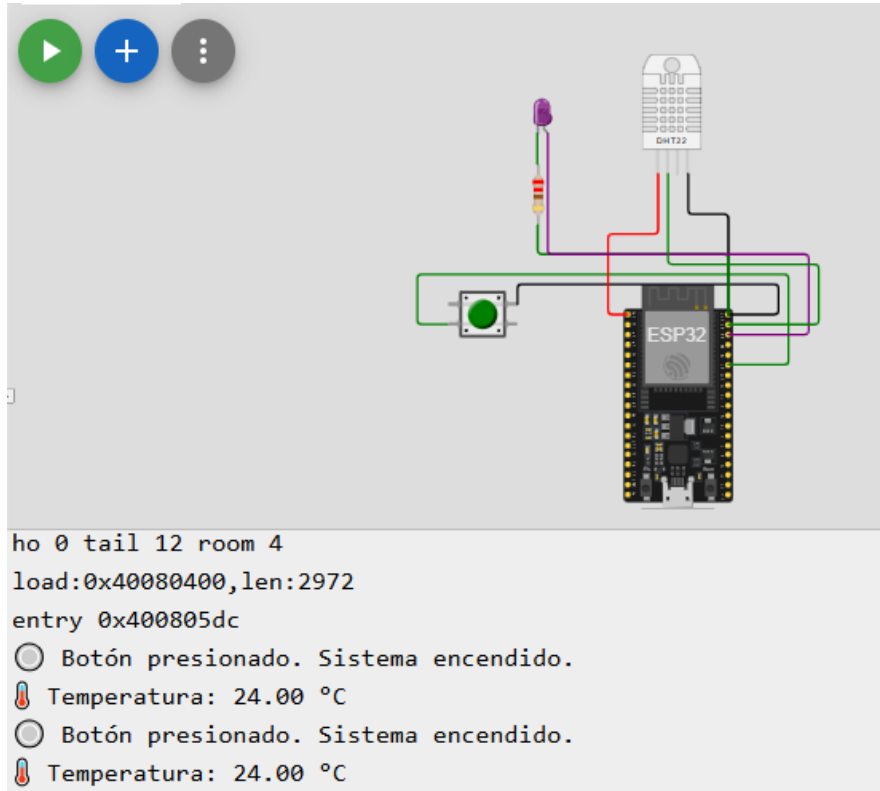 DHT22
ESP32
ho 0 tail 12 room 4
load:0x40080400,len:2972
entry 0x400805dc
Botón presionado. Sistema encendido.
Temperatura: 24.00 °C
Botón presionado. Sistema encendido.
Temperatura: 24.00 °C